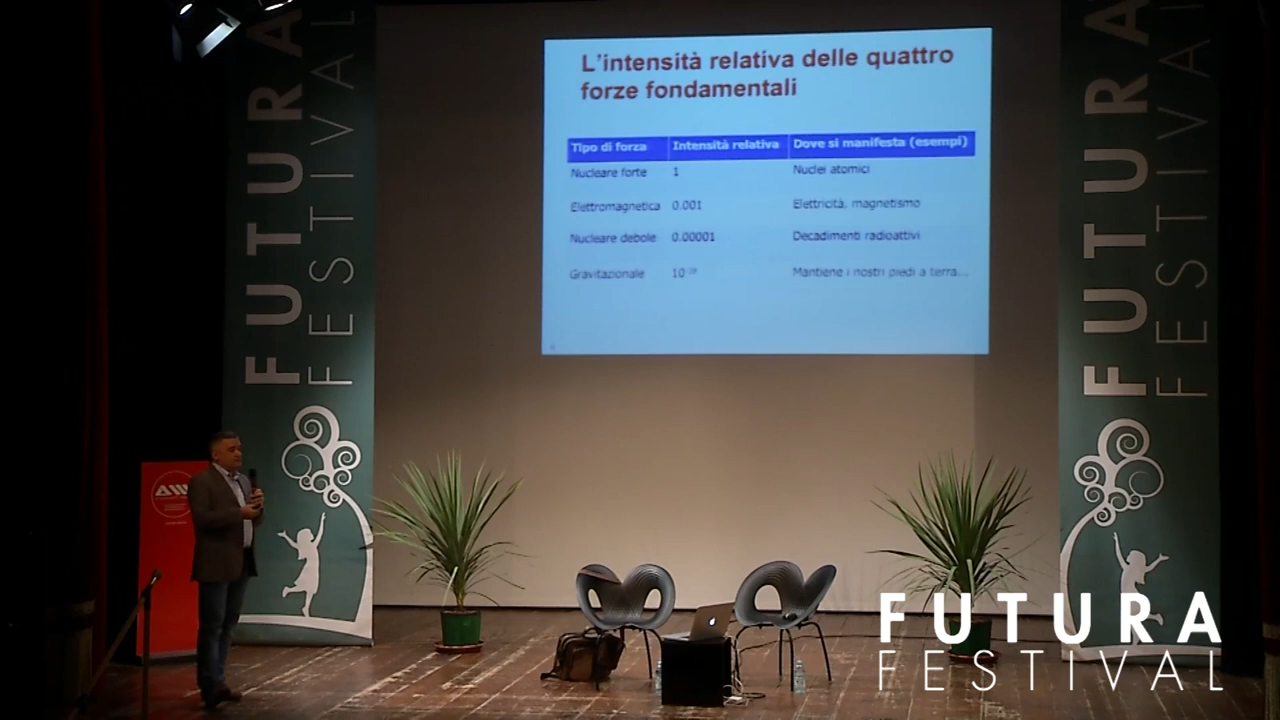 FUTURA
FESTIVAL
L'intensità relativa delle quattro
forze fondamentali
Tipo di forza Intensità relativa Dove si manifesta (esempi)
Nucleare forte 1 Nuclei atomici
Elettromagnetica 0.001 Elettricità, magnetismo
Nucleare debole 0.00001 Decadimenti radioattivi
Gravitazionale Mantiene i nostri piedi a terra...
FUTURA
FESTIVAL
FUTURA
FESTIVAL